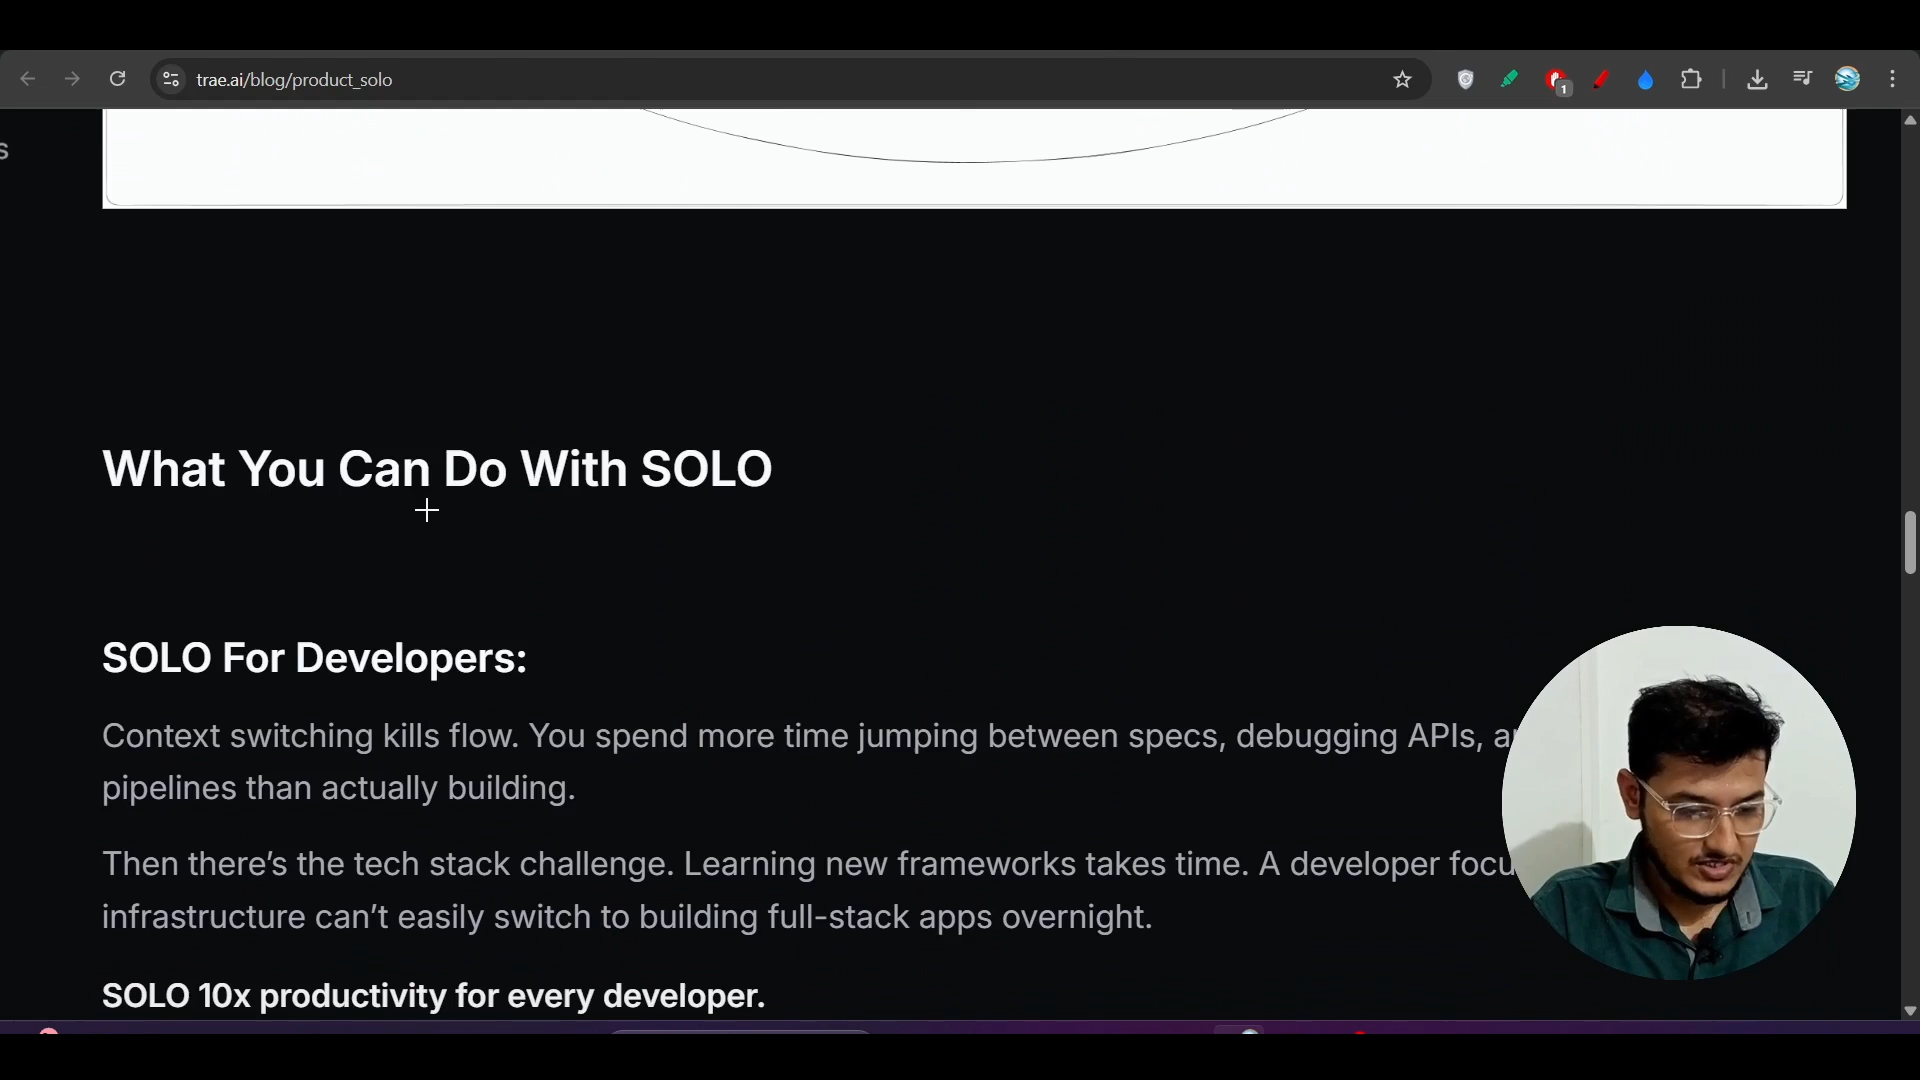 trae.ai/blog/product_solo
1
s
What You Can Do With SOLO
SOLO For Developers:
Context switching kills flow. You spend more time jumping between specs, debugging APIs,
pipelines than actually building.
Then there’s the tech stack challenge. Learning new frameworks takes time. A developer
infrastructure can’t easily switch to building full-stack apps overnight.
SOLO 10x productivity for every developer.